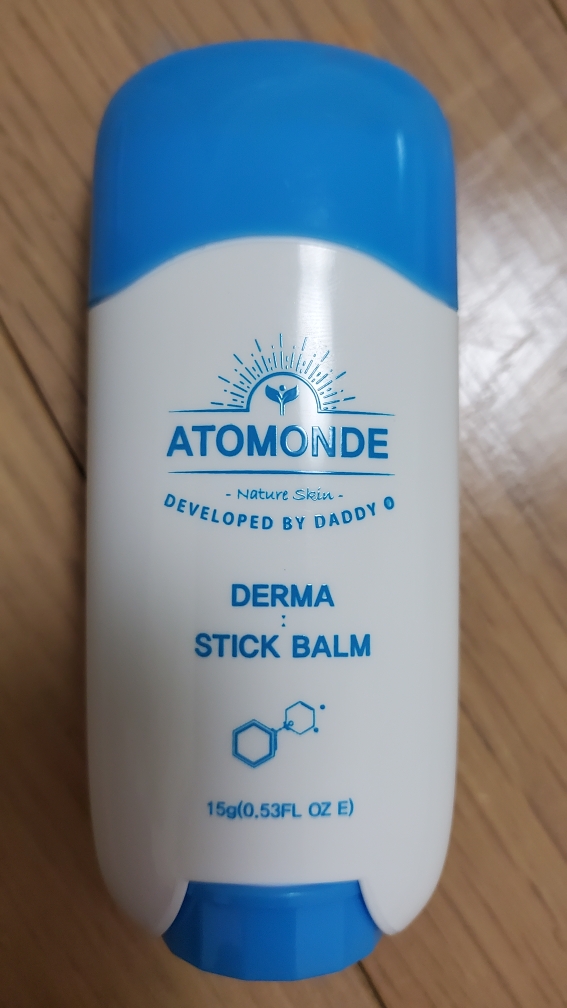 ATOMONDE
- Nature Skin -
DEVELOPED BY DADDY
DERMA
:
STICK BALM
15g(0.53FL OZ E)